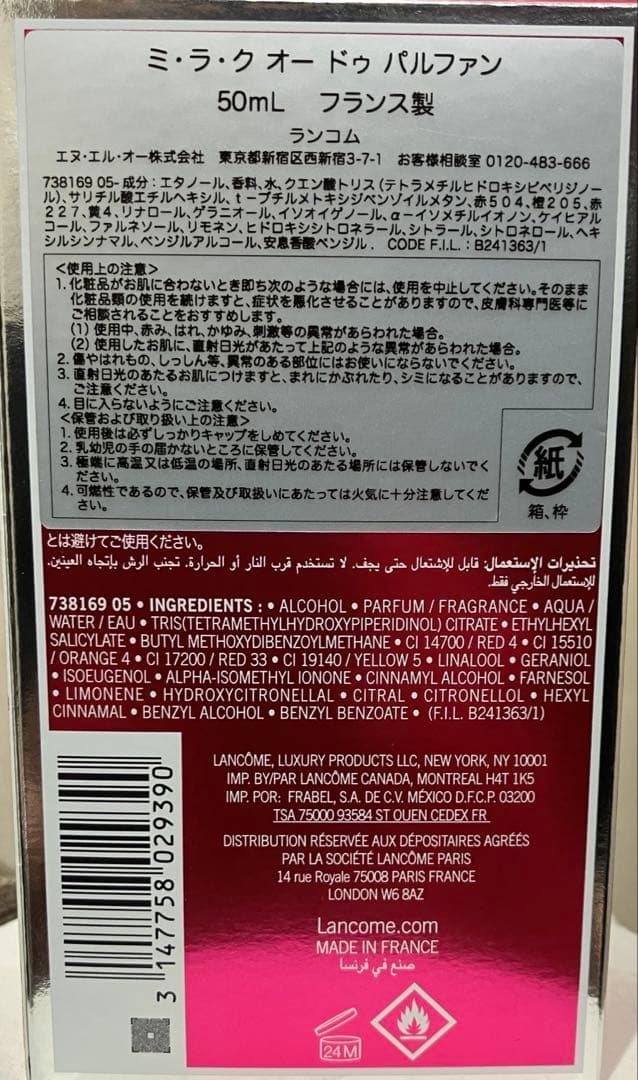 ミ・ラ・ク オー ドゥ パルファン
50mL フランス製
ランコム
エヌ・エル・オー株式会社 東京都新宿区西新宿3-7-1 お客様相談室 0120-483-666
738169 05- 成分：エタノール、香料、水、クエン酸トリス(テトラメチルヒドロキシピペリジノー
ル)、サリチル酸エチルヘキシル、t－ブチルメトキシジベンゾイルメタン、赤504、橙205、赤
227、黄4、リナロール、ゲラニオール、イソオイゲノール、α－イソメチルイオノン、ケイヒアル
コール、ファルネソール、リモネン、ヒドロキシシトロネラール、シトラール、シトロネロール、ヘキ
シルシンナマル、ベンジルアルコール、安息香酸ベンジル． CODE F.I.L.：B241363/1
＜使用上の注意＞
1. 化粧品がお肌に合わないとき即ち次のような場合には、使用を中止してください。そのまま
化粧品類の使用を続けますと、症状を悪化させることがありますので、皮膚科専門医等に
ご相談されることをおすすめします。
(1) 使用中、赤み、はれ、かゆみ、刺激等の異常があらわれた場合。
(2) 使用したお肌に、直射日光があたって上記のような異常があらわれた場合。
2. 傷やはれもの、しっしん等、異常のある部位にはお使いにならないでください。
3. 直射日光のあたるお肌につけますと、まれにかぶれたり、シミになることがありますので、
ご注意ください。
4. 目に入らないようにご注意ください。
＜保管および取り扱い上の注意＞
1. 使用後は必ずしっかりキャップをしめてください。
2. 乳幼児の手の届かないところに保管してください。
3. 極端に高温又は低温の場所、直射日光のあたる場所には保管しないでく
ださい。
4. 可燃性であるので、保管及び取扱いにあたっては火気に十分注意してくだ
さい。
紙
箱、枠
とは避けてご使用ください。
تحذيرات الإستعمال: قابل للإشتعال حتى يجف. لا تستخدم قرب النار أو الحرارة. تجنب الرش بإتجاه العينين.
للإستعمال الخارجي فقط.
738169 05 • INGREDIENTS : • ALCOHOL • PARFUM / FRAGRANCE • AQUA /
WATER / EAU • TRIS(TETRAMETHYLHYDROXYPIPERIDINOL) CITRATE • ETHYLHEXYL
SALICYLATE • BUTYL METHOXYDIBENZOYLMETHANE • CI 14700 / RED 4 • CI 15510
/ ORANGE 4 • CI 17200 / RED 33 • CI 19140 / YELLOW 5 • LINALOOL • GERANIOL
• ISOEUGENOL • ALPHA-ISOMETHYL IONONE • CINNAMYL ALCOHOL • FARNESOL
• LIMONENE • HYDROXYCITRONELLAL • CITRAL • CITRONELLOL • HEXYL
CINNAMAL • BENZYL ALCOHOL • BENZYL BENZOATE • (F.I.L. B241363/1)
LANCÔME, LUXURY PRODUCTS LLC, NEW YORK, NY 10001
IMP. BY/PAR LANCÔME CANADA, MONTREAL H4T 1K5
IMP. POR: FRABEL, S.A. DE C.V. MÉXICO D.F.C.P. 03200
TSA 75000 93584 ST OUEN CEDEX FR
DISTRIBUTION RÉSERVÉE AUX DÉPOSITAIRES AGRÉÉS
PAR LA SOCIÉTÉ LANCÔME PARIS
14 rue Royale 75008 PARIS FRANCE
LONDON W6 8AZ
Lancome.com
MADE IN FRANCE
صنع في فرنسا
3 147758 029390
24M